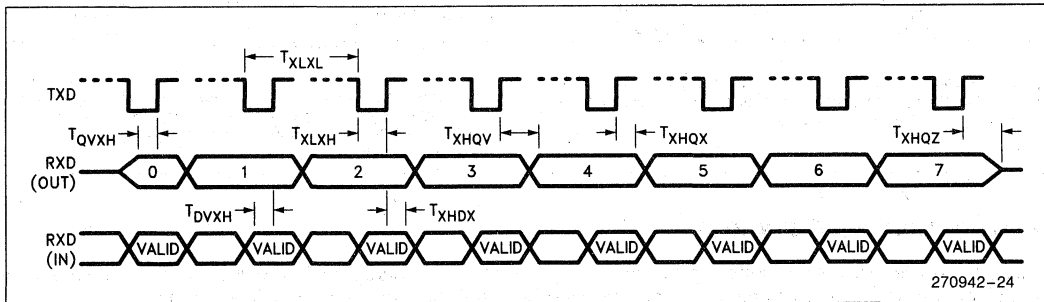 T_XLXL
TXD
T_QVXH T_XLXH T_XHQV T_XHQX T_XHQZ
RXD (OUT) 0 1 2 3 4 5 6 7
T_DVXH T_XHDX
RXD (IN) VALID VALID VALID VALID VALID VALID VALID VALID
270942-24